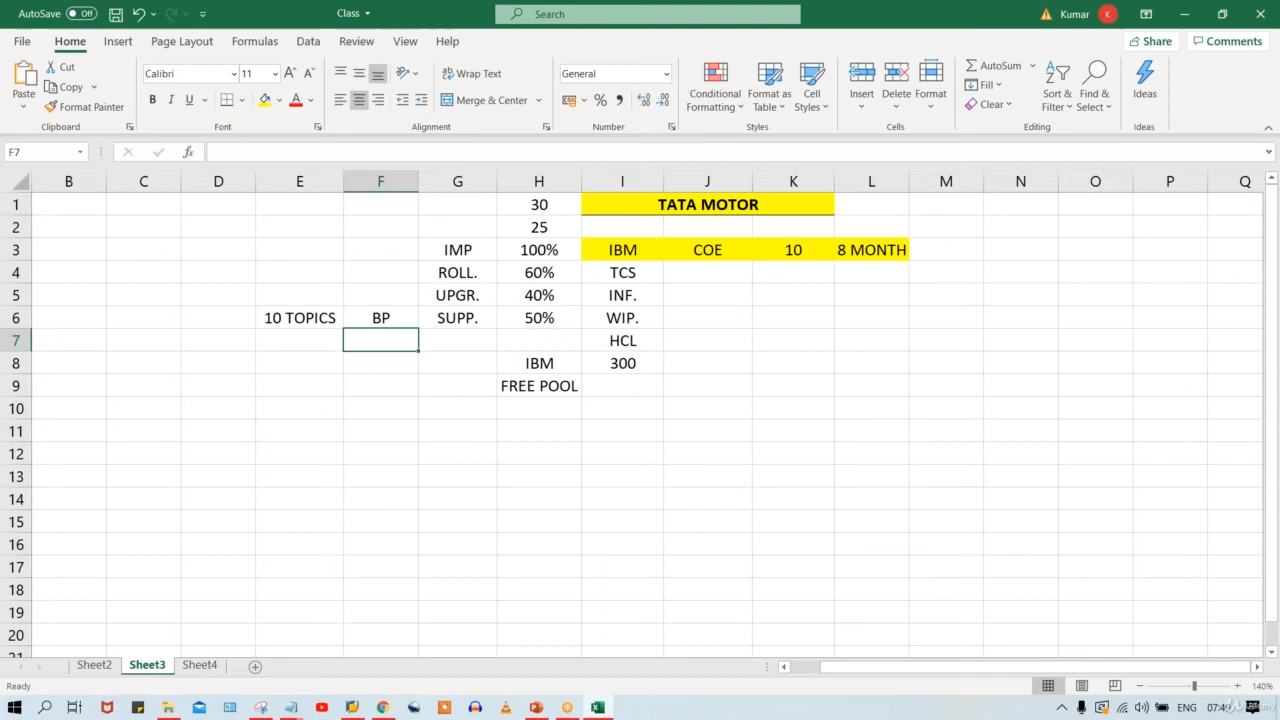 AutoSave Off Class Search Kumar K
File Home Insert Page Layout Formulas Data Review View Help Share Comments
Paste Cut Copy Format Painter Clipboard
Calibri 11 B I U A Font
Wrap Text Merge & Center Alignment
General % Number
Conditional Formatting Format as Table Cell Styles Styles
Insert Delete Format Cells
AutoSum Fill Clear Sort & Filter Find & Select Editing
Ideas Ideas
F7 fx
B C D E F G H I J K L M N O P Q
1 30 TATA MOTOR
2 25
3 IMP 100% IBM COE 10 8 MONTH
4 ROLL. 60% TCS
5 UPGR. 40% INF.
6 10 TOPICS BP SUPP. 50% WIP.
7 HCL
8 IBM 300
9 FREE POOL
10
11
12
13
14
15
16
17
18
19
20
21
Sheet2 Sheet3 Sheet4
Ready 140%
ENG 07:49
Udemy